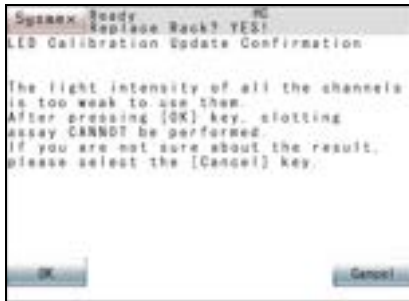 Sysmex Ready HC
Replace Rack? YES!
LED Calibration Update Confirmation
The light intensity of all the channels
is too weak to use them.
After pressing [OK] key, clotting
assay CANNOT be performed.
If you are not sure about the result,
please select the [Cancel] key.
OK
Cancel